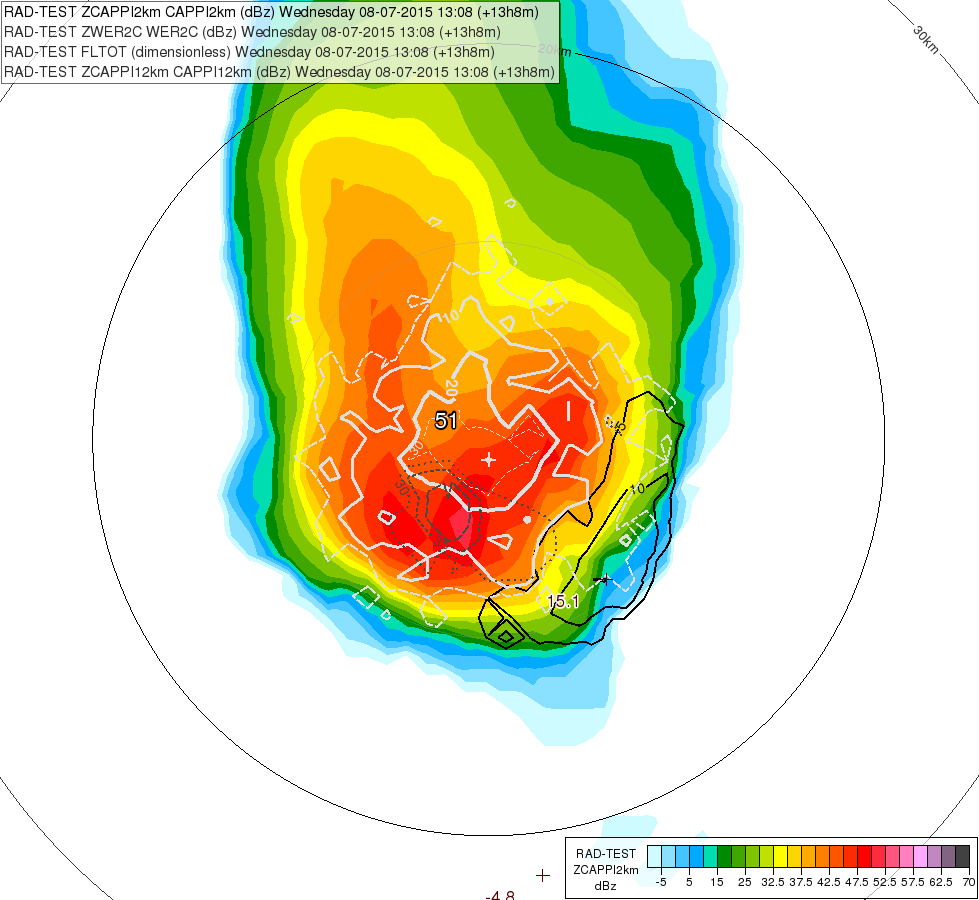 RAD-TEST ZCAPPI2km CAPPI2km (dBz) Wednesday 08-07-2015 13:08 (+13h8m)
RAD-TEST ZWER2C WER2C (dBz) Wednesday 08-07-2015 13:08 (+13h8m)
RAD-TEST FLTOT (dimensionless) Wednesday 08-07-2015 13:08 (+13h8m)
RAD-TEST ZCAPPI12km CAPPI12km (dBz) Wednesday 08-07-2015 13:08 (+13h8m)
20km
30km
10
20
51
30
30
15
10
15.1
-4.8
RAD-TEST
ZCAPPI2km
dBz
-5 5 15 25 32.5 37.5 42.5 47.5 52.5 57.5 62.5 70